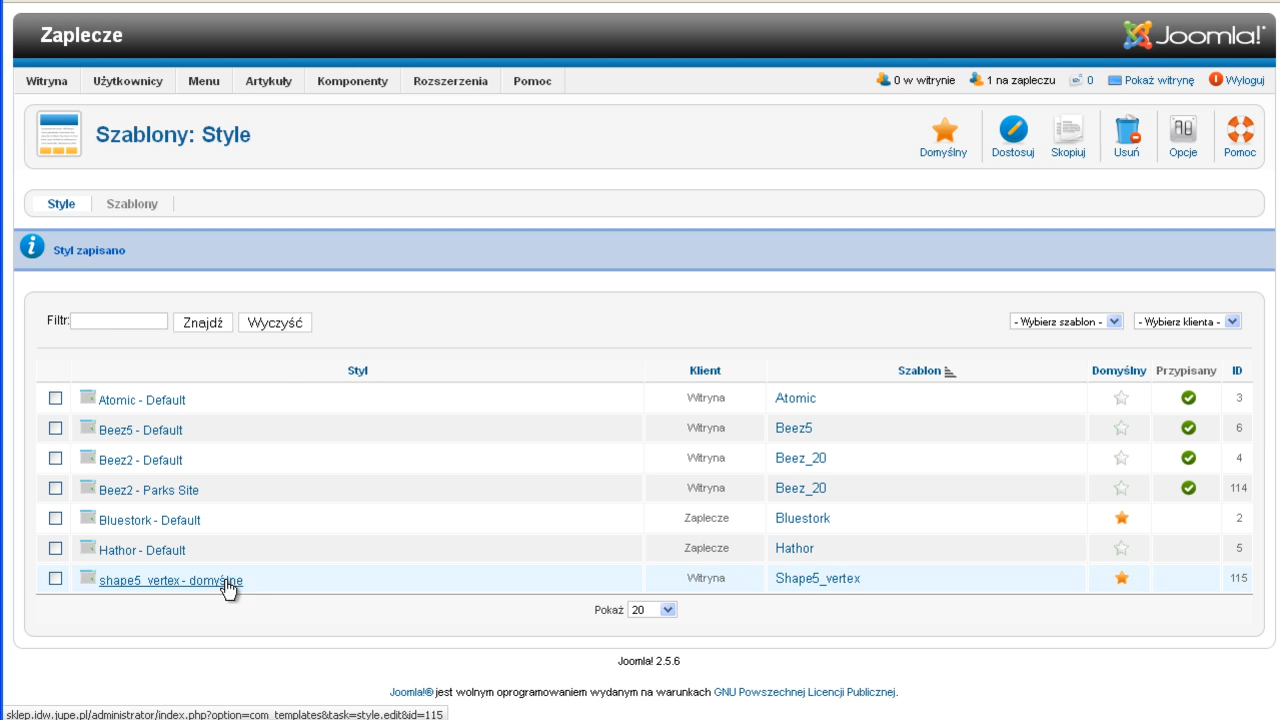 Zaplecze
Joomla!
Witryna Użytkownicy Menu Artykuły Komponenty Rozszerzenia Pomoc 0 w witrynie 1 na zapleczu 0 Pokaż witrynę Wyloguj
Szablony: Style
Domyślny Dostosuj Skopiuj Usuń Opcje Pomoc
Style Szablony
Styl zapisano
Filtr: Znajdź Wyczyść - Wybierz szablon - - Wybierz klienta -
Styl Klient Szablon Domyślny Przypisany ID
Atomic - Default Witryna Atomic 3
Beez5 - Default Witryna Beez5 6
Beez2 - Default Witryna Beez_20 4
Beez2 - Parks Site Witryna Beez_20 114
Bluestork - Default Zaplecze Bluestork 2
Hathor - Default Zaplecze Hathor 5
shape5_vertex - domyślne Witryna Shape5_vertex 115
Pokaż 20
Joomla! 2.5.6
Joomla!® jest wolnym oprogramowaniem wydanym na warunkach GNU Powszechnej Licencji Publicznej.
sklep.idw.jupe.pl/administrator/index.php?option=com_templates&task=style.edit&id=115